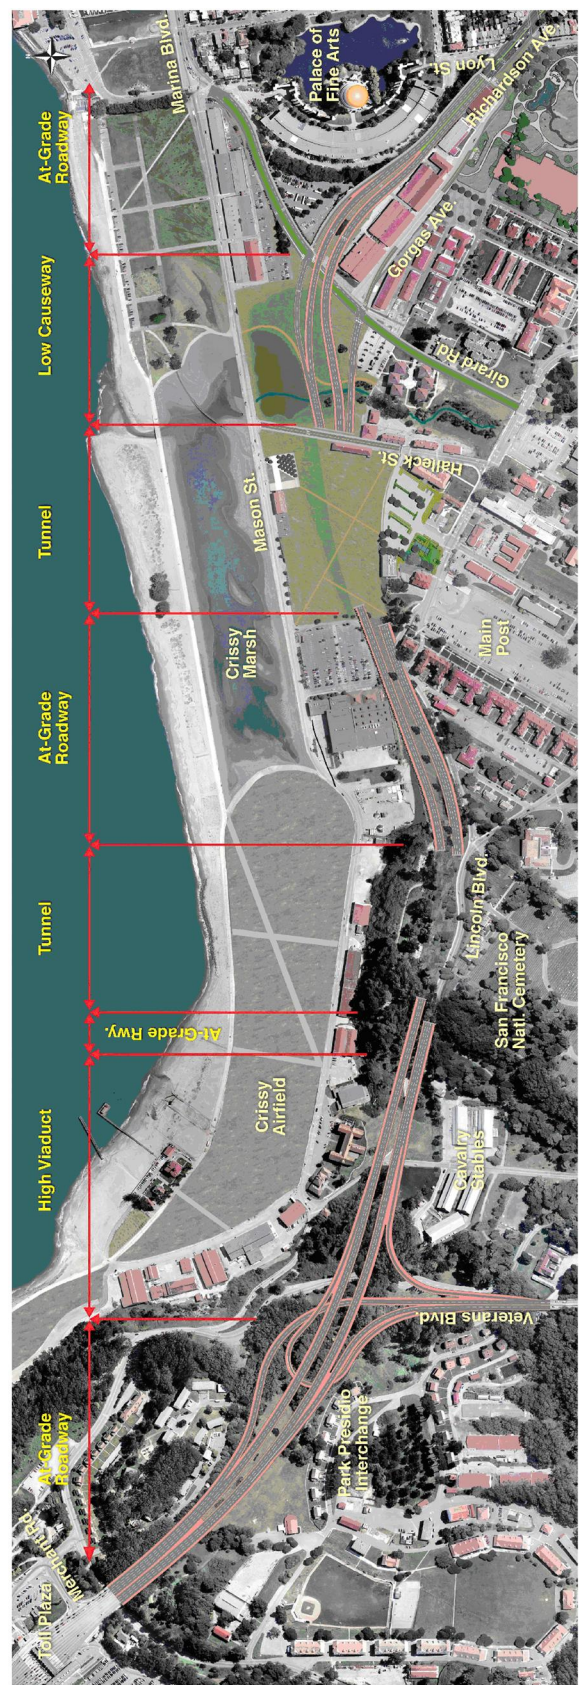 At-Grade
Roadway
Low Causeway
Tunnel
At-Grade
Roadway
Tunnel
At-Grade Rwy.
High Viaduct
At-Grade
Roadway
Marina Blvd.
Palace of
Fine Arts
Lyon St.
Richardson Ave.
Gorgas Ave
Girard Rd
Halleck St.
Mason St.
Crissy
Marsh
Main
Post
Lincoln Blvd.
San Francisco
Natl. Cemetery
Crissy
Airfield
Cavalry
Stables
Veterans Blvd.
Park Presidio
Interchange
Merchant Rd
Toll Plaza